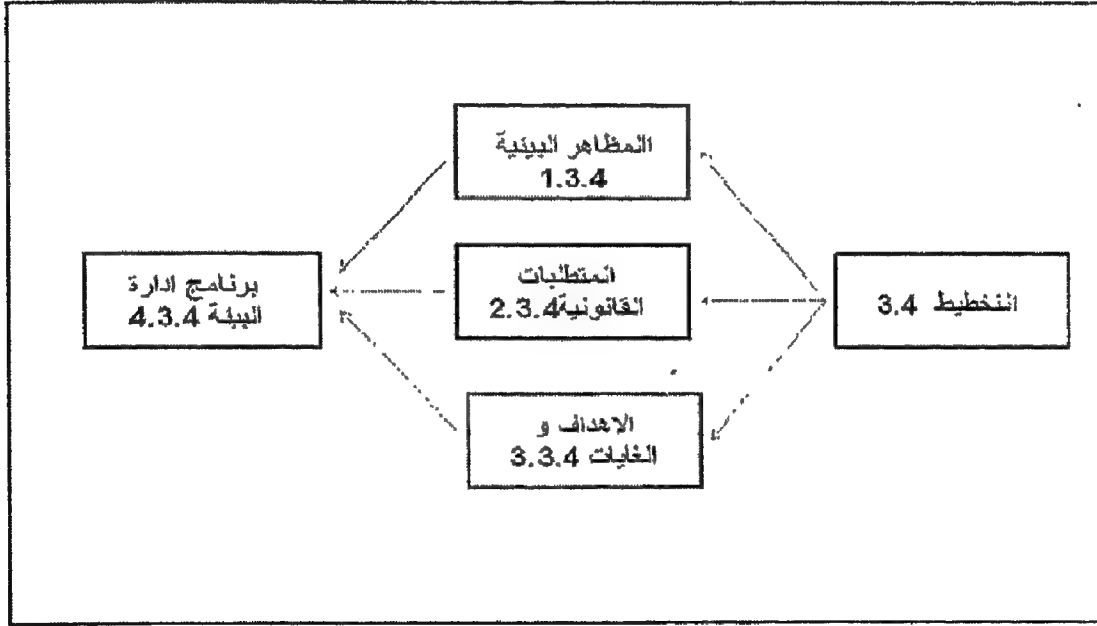 التخطيط 3.4
المظاهر البيئية
1.3.4
المتطلبات
القانونية2.3.4
الاهداف و
الغايات 3.3.4
برنامج ادارة
البيئة 4.3.4